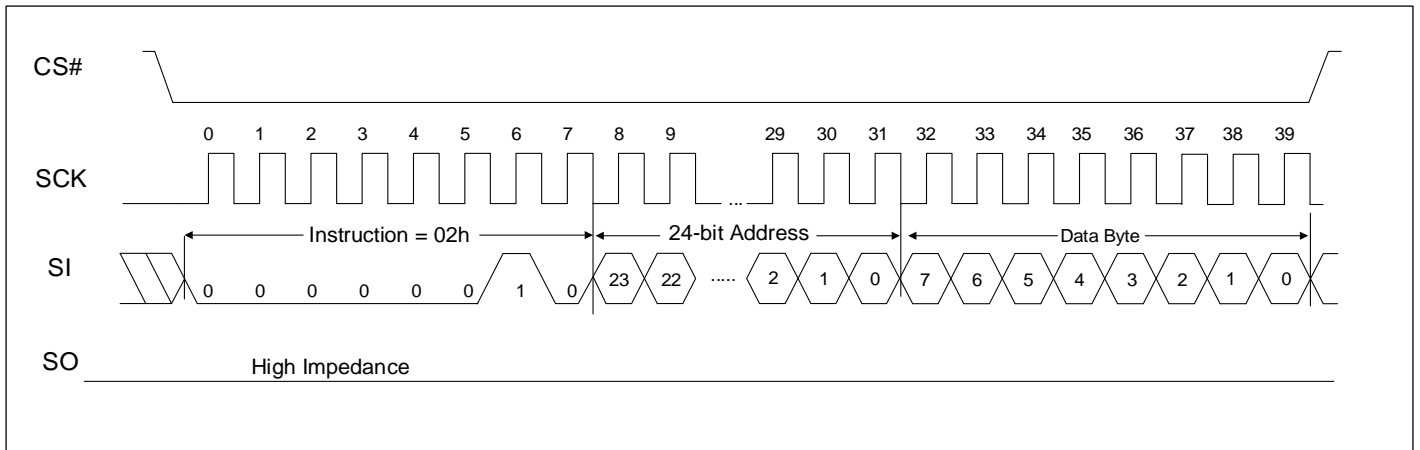 CS#
0 1 2 3 4 5 6 7 8 9 29 30 31 32 33 34 35 36 37 38 39
SCK
...
Instruction = 02h 24-bit Address Data Byte
SI
0 0 0 0 0 0 1 0 23 22 ..... 2 1 0 7 6 5 4 3 2 1 0
SO
High Impedance